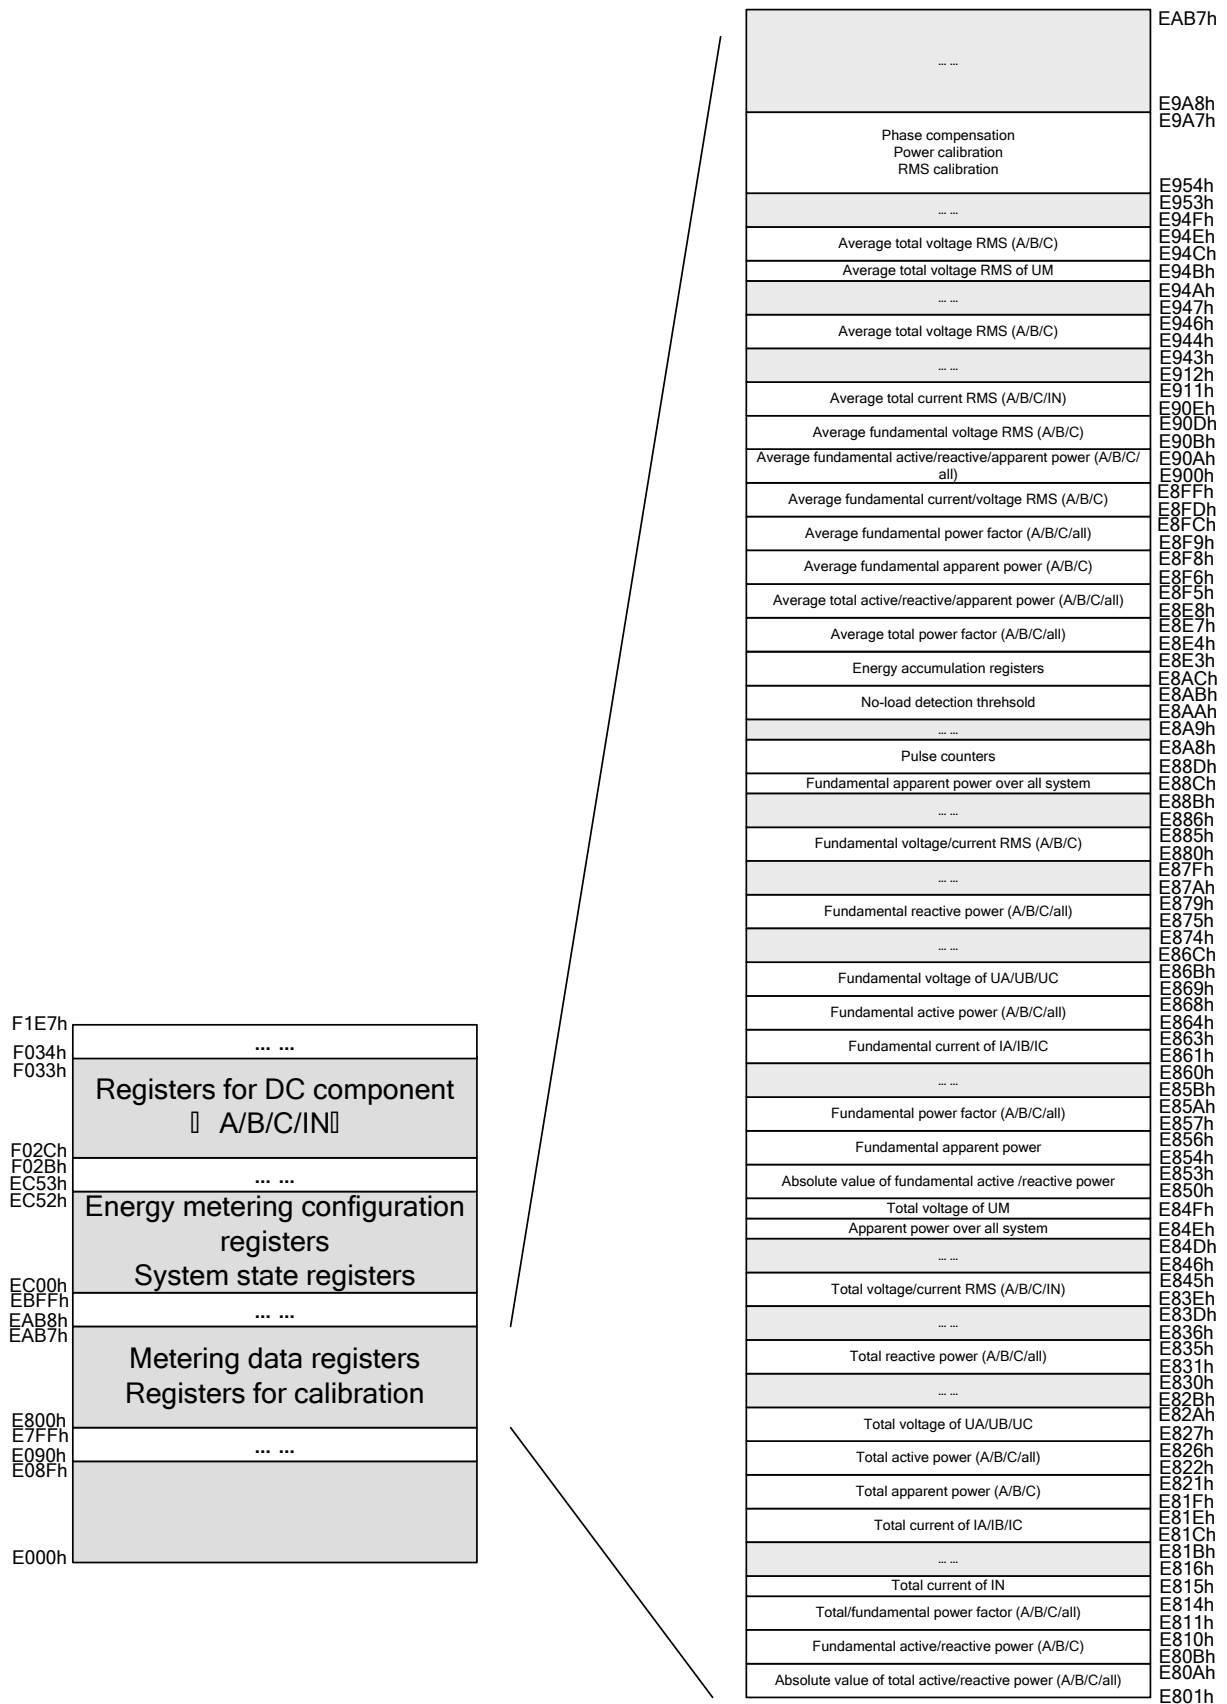 F1E7h
... ...
F034h
F033h
Registers for DC component
A/B/C/IN
F02Ch
F02Bh
... ...
EC53h
EC52h
Energy metering configuration
registers
System state registers
EC00h
EBFFh
... ...
EAB8h
EAB7h
Metering data registers
Registers for calibration
E800h
E7FFh
... ...
E090h
E08Fh
E000h
EAB7h
... ...
E9A8h
E9A7h
Phase compensation
Power calibration
RMS calibration
E954h
E953h
... ...
E94Fh
E94Eh
Average total voltage RMS (A/B/C)
E94Ch
Average total voltage RMS of UM
E94Bh
E94Ah
... ...
E947h
E946h
Average total voltage RMS (A/B/C)
E944h
E943h
... ...
E912h
E911h
Average total current RMS (A/B/C/IN)
E90Eh
E90Dh
Average fundamental voltage RMS (A/B/C)
E90Bh
E90Ah
Average fundamental active/reactive/apparent power (A/B/C/
all)
E900h
E8FFh
Average fundamental current/voltage RMS (A/B/C)
E8FDh
E8FCh
Average fundamental power factor (A/B/C/all)
E8F9h
E8F8h
Average fundamental apparent power (A/B/C)
E8F6h
E8F5h
Average total active/reactive/apparent power (A/B/C/all)
E8E8h
E8E7h
Average total power factor (A/B/C/all)
E8E4h
E8E3h
Energy accumulation registers
E8ACh
E8ABh
No-load detection threhsold
E8AAh
... ...
E8A9h
E8A8h
Pulse counters
E88Dh
Fundamental apparent power over all system
E88Ch
E88Bh
... ...
E886h
E885h
Fundamental voltage/current RMS (A/B/C)
E880h
E87Fh
... ...
E87Ah
E879h
Fundamental reactive power (A/B/C/all)
E875h
E874h
... ...
E86Ch
E86Bh
Fundamental voltage of UA/UB/UC
E869h
E868h
Fundamental active power (A/B/C/all)
E864h
E863h
Fundamental current of IA/IB/IC
E861h
E860h
... ...
E85Bh
E85Ah
Fundamental power factor (A/B/C/all)
E857h
E856h
Fundamental apparent power
E854h
E853h
Absolute value of fundamental active /reactive power
E850h
Total voltage of UM
E84Fh
Apparent power over all system
E84Eh
E84Dh
... ...
E846h
E845h
Total voltage/current RMS (A/B/C/IN)
E83Eh
E83Dh
... ...
E836h
E835h
Total reactive power (A/B/C/all)
E831h
E830h
... ...
E82Bh
E82Ah
Total voltage of UA/UB/UC
E827h
E826h
Total active power (A/B/C/all)
E822h
E821h
Total apparent power (A/B/C)
E81Fh
E81Eh
Total current of IA/IB/IC
E81Ch
E81Bh
... ...
E816h
Total current of IN
E815h
E814h
Total/fundamental power factor (A/B/C/all)
E811h
E810h
Fundamental active/reactive power (A/B/C)
E80Bh
E80Ah
Absolute value of total active/reactive power (A/B/C/all)
E801h